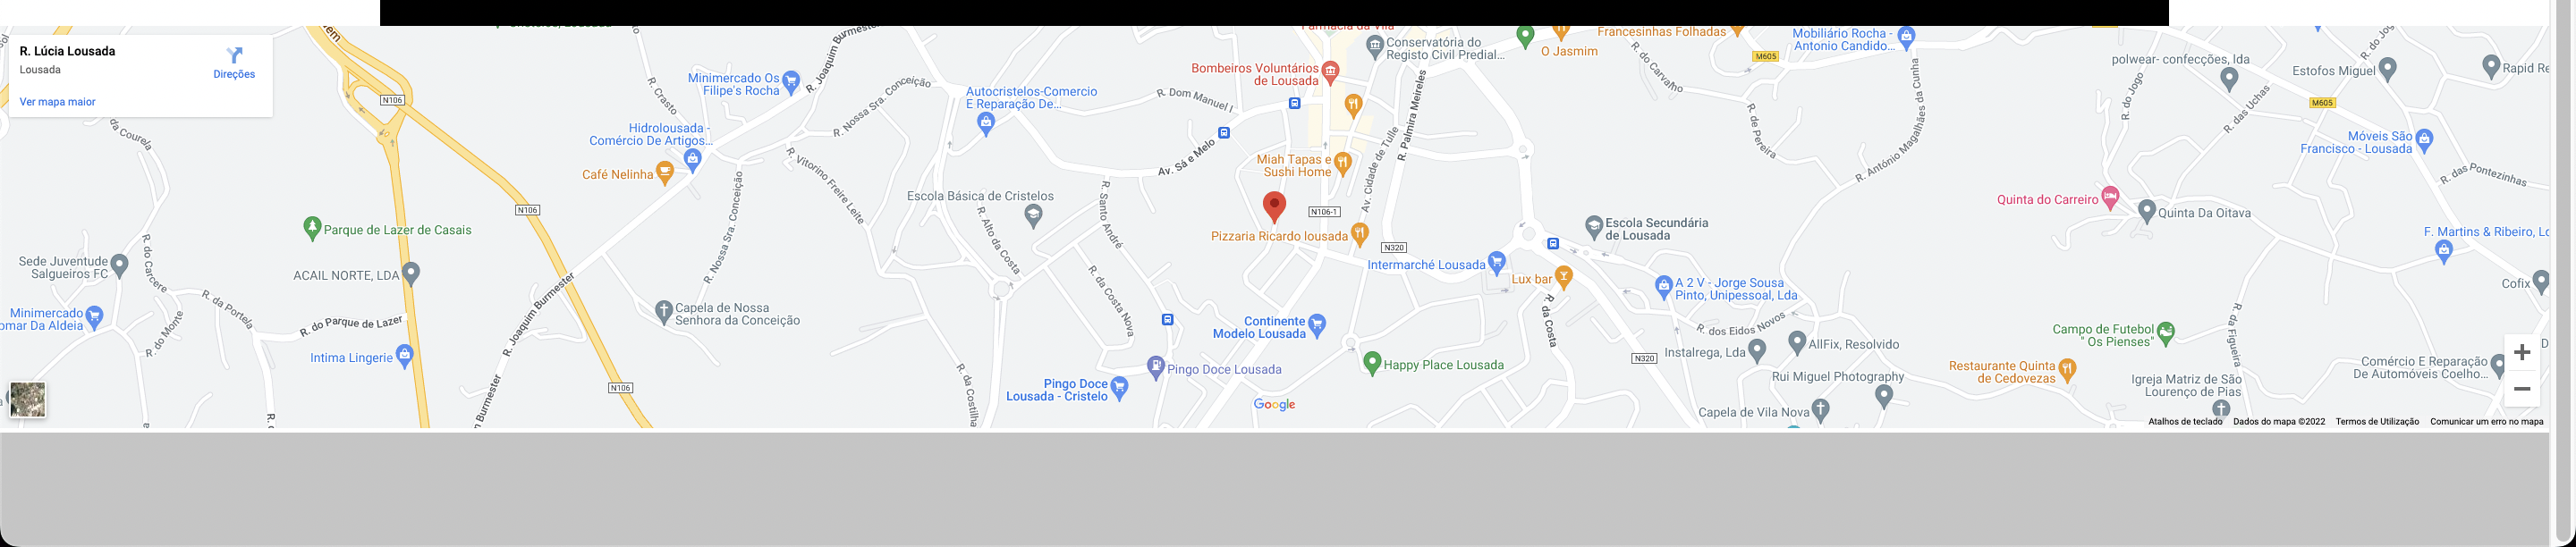 R. Lúcia Lousada
Lousada
Direções
Ver mapa maior
Farmácia da Vila
Conservatória do
Registo Civil Predial...
O Jasmim
Francesinhas Folhadas
M605
Mobiliário Rocha -
Antonio Candido...
polwear- confecções, lda
Estofos Miguel
Rapid Re
R. do Jogo
R. do Jog
M605
R. das Uchas
Móveis São
Francisco - Lousada
R. das Pontezinhas
R. António Magalhães da Cunha
R. do Carvalho
R. de Pereira
R. Palmira Meireles
Av. Cidade de Tulle
Bombeiros Voluntários
de Lousada
R. Dom Manuel I
Av. Sá e Melo
Miah Tapas e
Sushi Home
Autocristelos-Comercio
E Reparação De...
R. Joaquim Burmester
Minimercado Os
Filipe's Rocha
R. Crasto
Hidrolousada -
Comércio De Artigos...
Café Nelinha
R. Nossa Sra. Conceição
R. Vitorino Freire Leite
N106
da Courela
N106
Parque de Lazer de Casais
Escola Básica de Cristelos
R. Alto da Costa
R. Santo André
N106-1
Pizzaria Ricardo lousada
N320
Intermarché Lousada
Lux bar
Escola Secundária
de Lousada
Quinta do Carreiro
Quinta Da Oitava
F. Martins & Ribeiro, Lc
Cofix
Sede Juventude
Salgueiros FC
R. do Carcere
ACAIL NORTE, LDA
R. Nossa Sra. Conceição
R. da Portela
Minimercado
omar Da Aldeia
R. do Monte
R. do Parque de Lazer
Intima Lingerie
R. Joaquim Burmester
Capela de Nossa
Senhora da Conceição
R. da Costa Nova
Continente
Modelo Lousada
Pingo Doce Lousada
Pingo Doce
Lousada - Cristelo
Happy Place Lousada
R. da Costa
A 2 V - Jorge Sousa
Pinto, Unipessoal, Lda
R. dos Eidos Novos
Instalrega, Lda
AllFix, Resolvido
N320
Rui Miguel Photography
Capela de Vila Nova
Campo de Futebol
" Os Pienses"
R. da Figueira
Restaurante Quinta
de Cedovezas
Igreja Matriz de São
Lourenço de Pias
Comércio E Reparação
De Automóveis Coelho...
N106
Burmester
R. da Costilha
Google
Atalhos de teclado
Dados do mapa ©2022
Termos de Utilização
Comunicar um erro no mapa